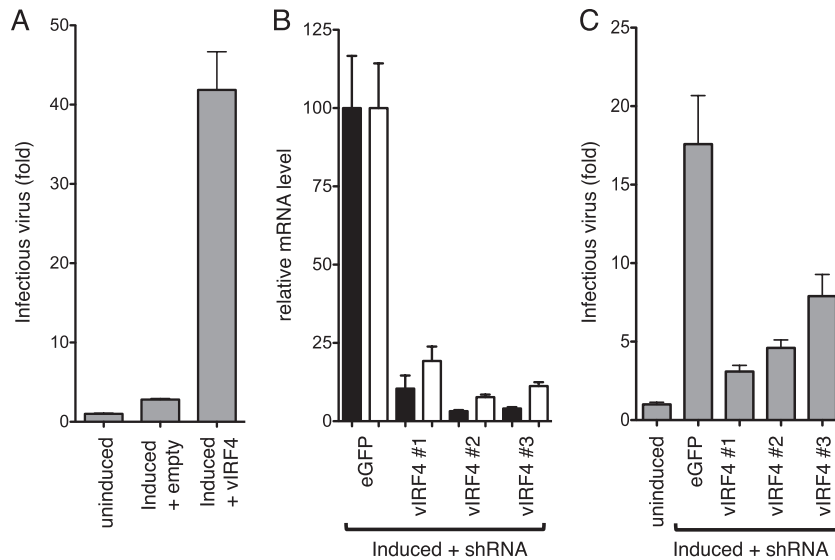 A
Infectious virus (fold)
50
40
30
20
10
0
uninduced
Induced
+ empty
Induced
+ vIRF4
B
relative mRNA level
125
100
75
50
25
0
eGFP
vIRF4 #1
vIRF4 #2
vIRF4 #3
Induced + shRNA
C
Infectious virus (fold)
25
20
15
10
5
0
uninduced
eGFP
vIRF4 #1
vIRF4 #2
vIRF4 #3
Induced + shRNA